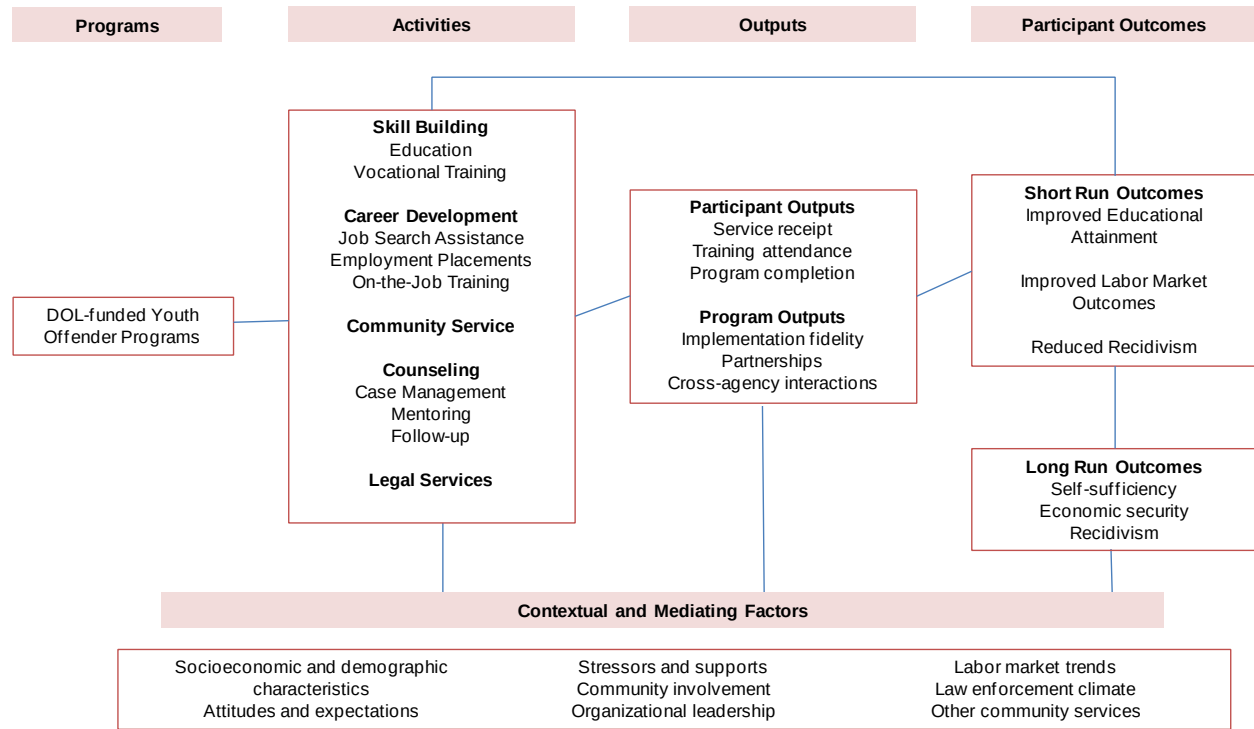 Programs
Activities
Outputs
Participant Outcomes
DOL-funded Youth
Offender Programs
Skill Building
Education
Vocational Training
Career Development
Job Search Assistance
Employment Placements
On-the-Job Training
Community Service
Counseling
Case Management
Mentoring
Follow-up
Legal Services
Participant Outputs
Service receipt
Training attendance
Program completion
Program Outputs
Implementation fidelity
Partnerships
Cross-agency interactions
Short Run Outcomes
Improved Educational
Attainment
Improved Labor Market
Outcomes
Reduced Recidivism
Long Run Outcomes
Self-sufficiency
Economic security
Recidivism
Contextual and Mediating Factors
Socioeconomic and demographic
characteristics
Attitudes and expectations
Stressors and supports
Community involvement
Organizational leadership
Labor market trends
Law enforcement climate
Other community services